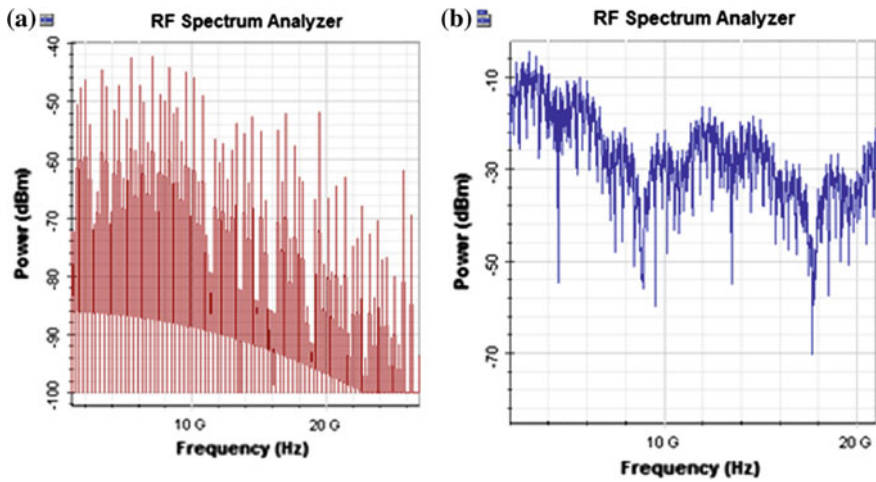 (a) RF Spectrum Analyzer
Power (dBm)
-40
-50
-60
-70
-80
-90
-100
10 G
20 G
Frequency (Hz)
(b) RF Spectrum Analyzer
Power (dBm)
-10
-30
-50
-70
10 G
20 G
Frequency (Hz)